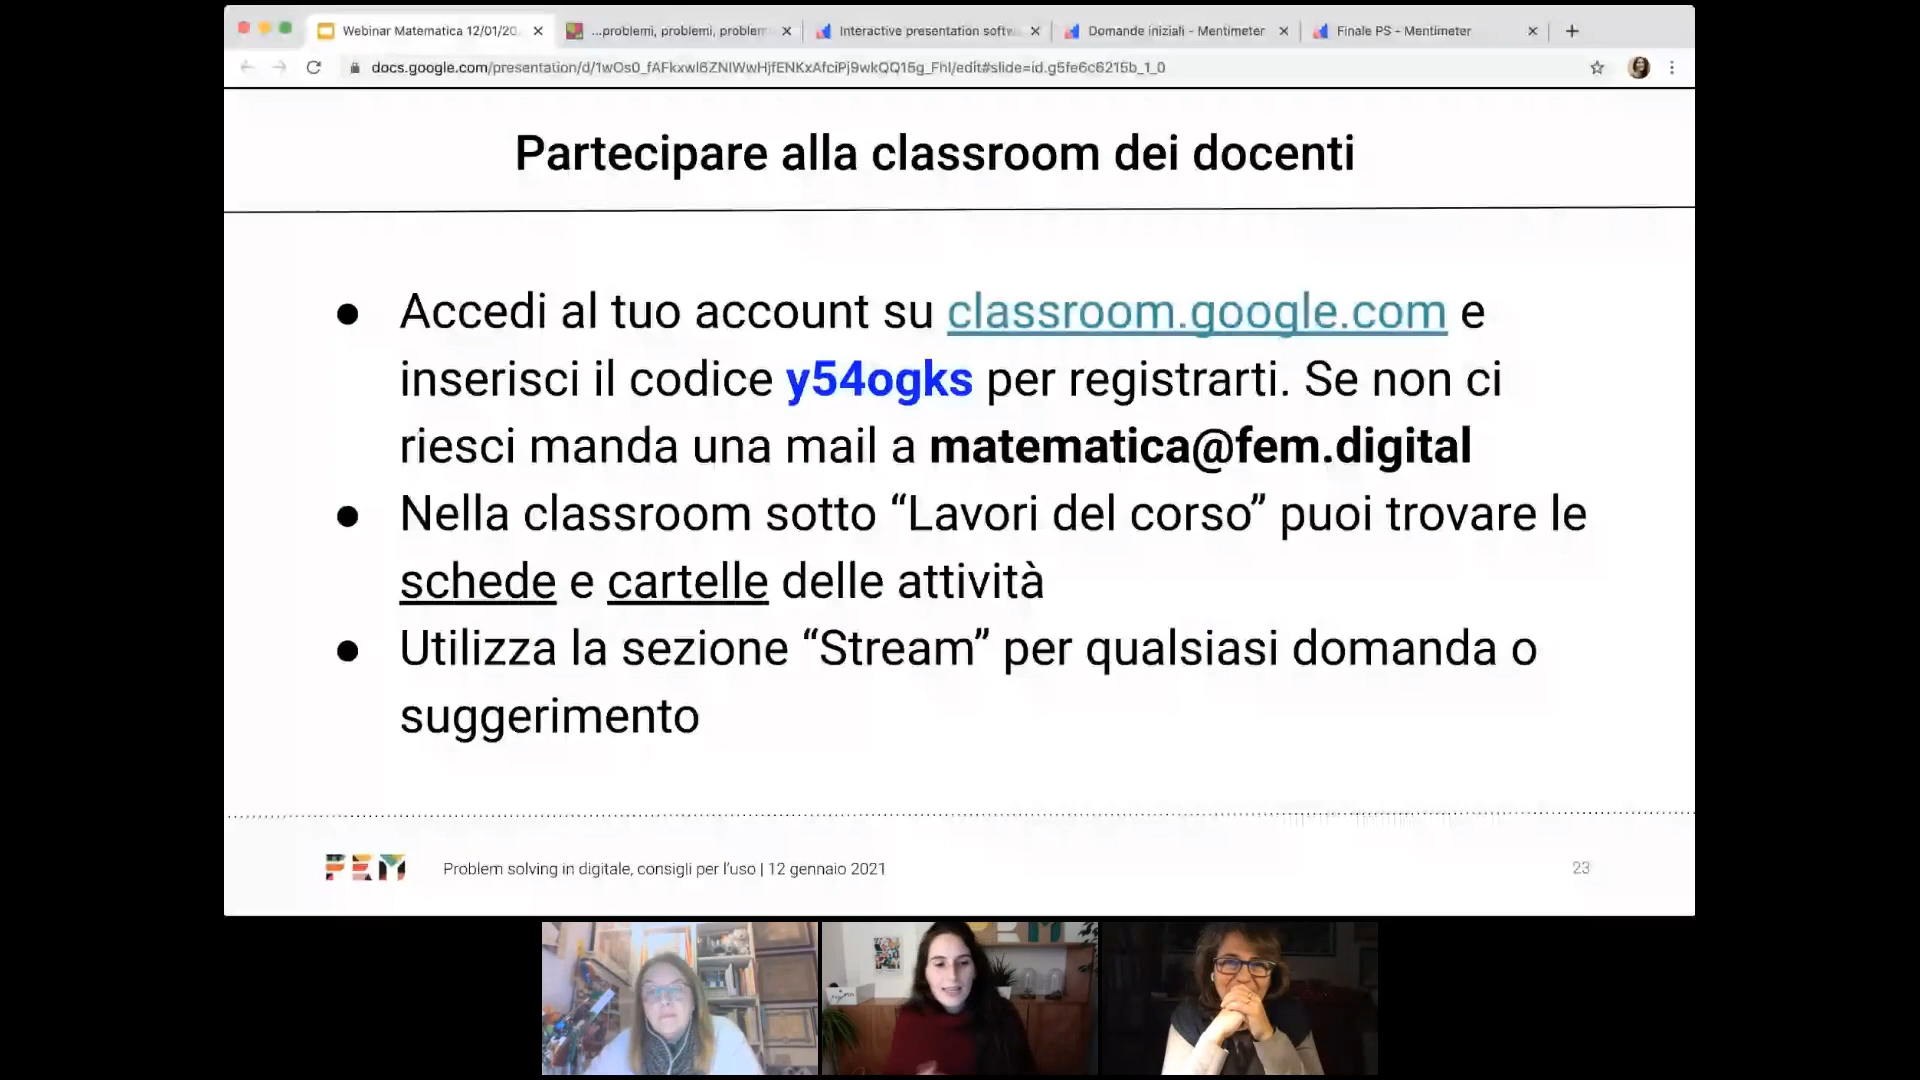 Webinar Matematica 12/01/20
...problemi, problemi, problem
Interactive presentation softw
Domande iniziali - Mentimeter
Finale PS - Mentimeter
docs.google.com/presentation/d/1wOs0_fAFkxwl6ZNIWwHjfENKxAfciPj9wkQQ15g_FhI/edit#slide=id.g5fe6c6215b_1_0
Partecipare alla classroom dei docenti
● Accedi al tuo account su classroom.google.com e
inserisci il codice y54ogks per registrarti. Se non ci
riesci manda una mail a matematica@fem.digital
● Nella classroom sotto “Lavori del corso” puoi trovare le
schede e cartelle delle attività
● Utilizza la sezione “Stream” per qualsiasi domanda o
suggerimento
FEM
Problem solving in digitale, consigli per l'uso | 12 gennaio 2021
23